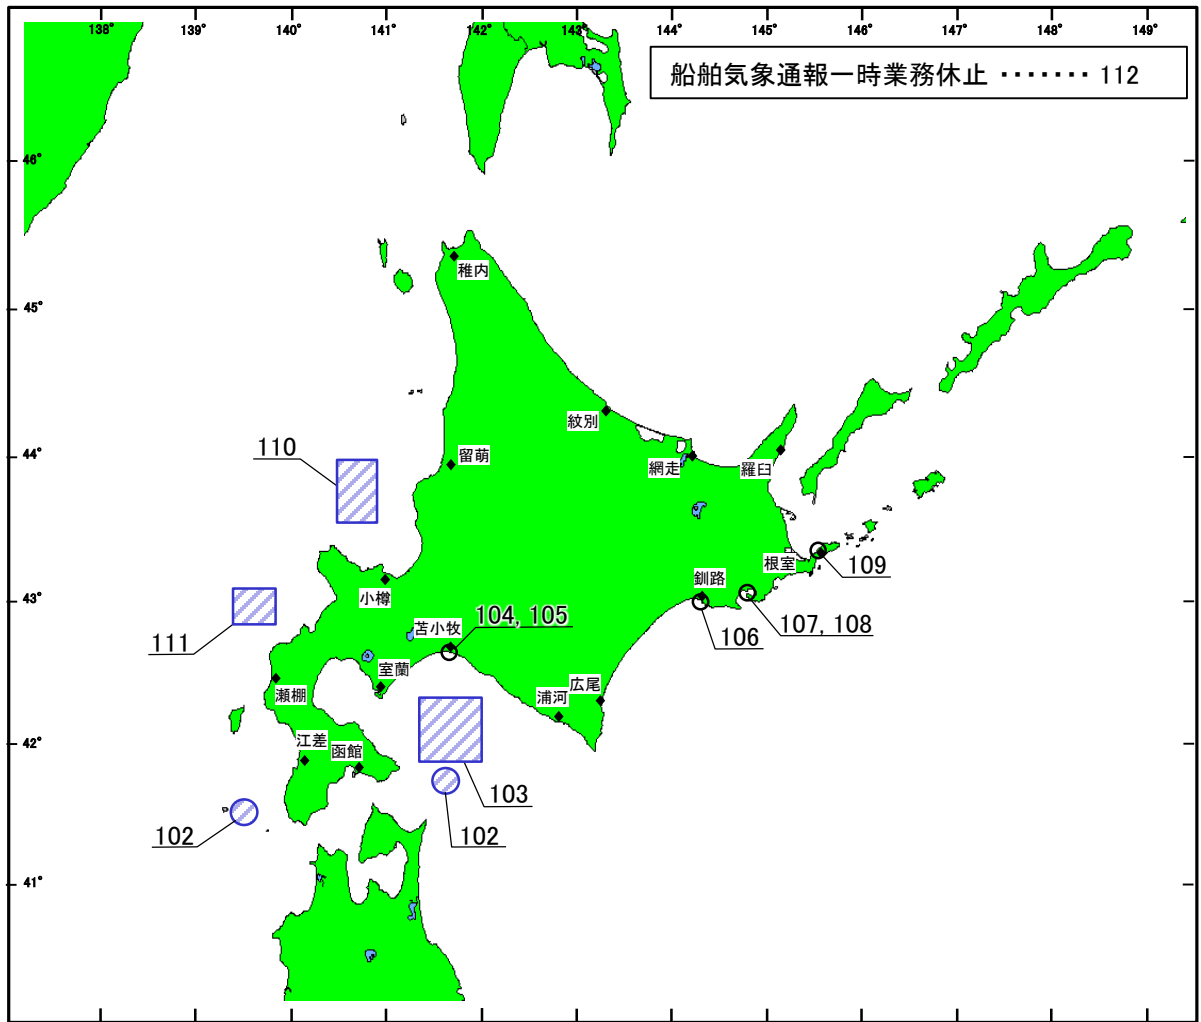 138° 139° 140° 141° 142° 143° 144° 145° 146° 147° 148° 149°
船舶気象通報一時業務休止 ・・・・・・・ 112
46°
45°
稚内
44°
紋別
110
留萌
網走
羅臼
43°
根室
109
釧路
小樽
104, 105
107, 108
111
苫小牧
106
室蘭
広尾
瀬棚
浦河
42°
江差
函館
103
102
102
41°